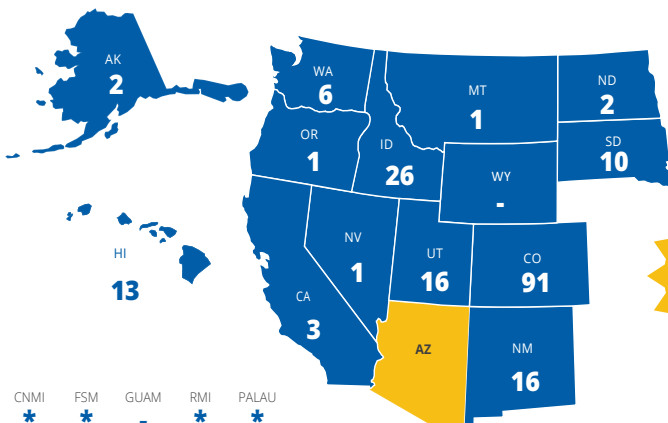 AK
2
WA
6
MT
1
ND
2
OR
1
ID
26
SD
10
WY
-
HI
13
NV
1
UT
16
CO
91
CA
3
AZ
NM
16
CNMI FSM GUAM RMI PALAU
* * - * *